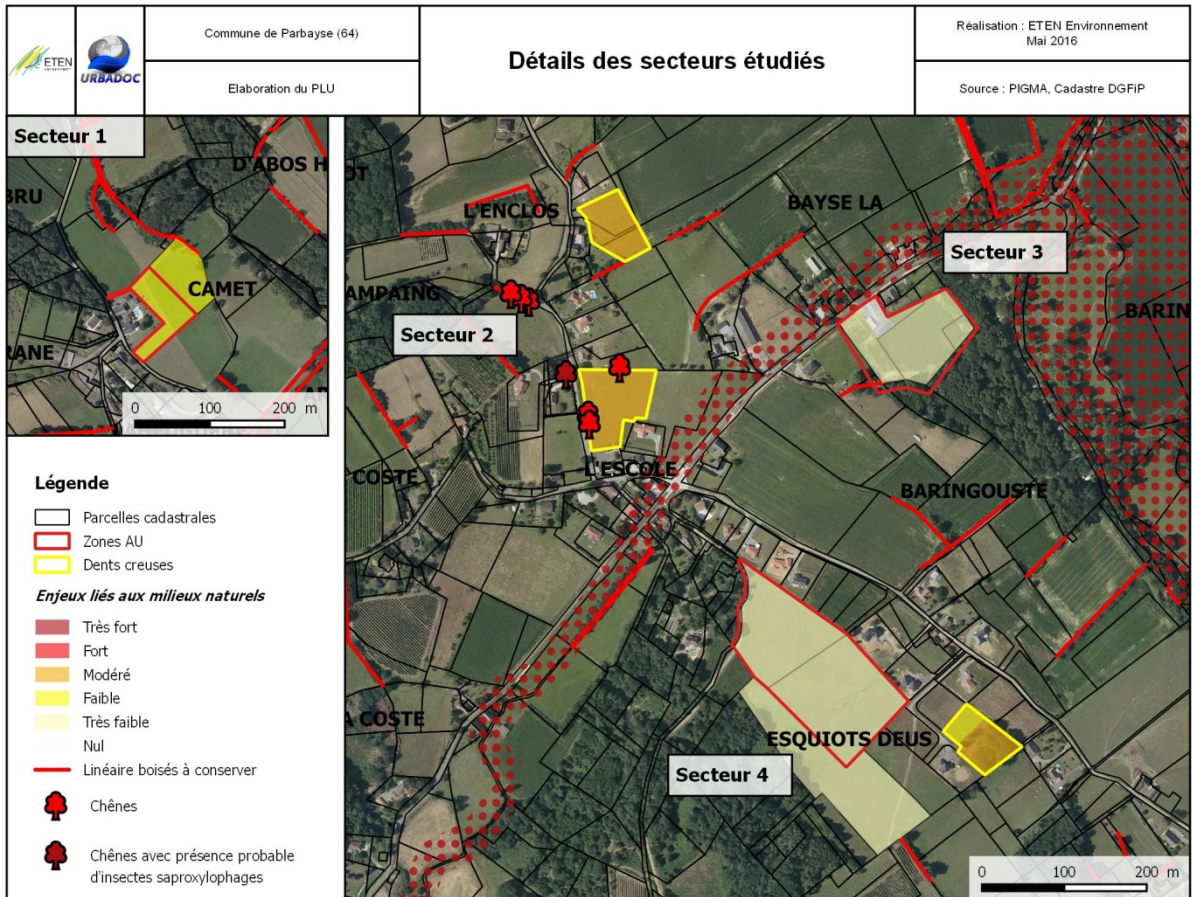 ETEN
URBADOC
Commune de Parbayse (64)
Elaboration du PLU
Détails des secteurs étudiés
Réalisation : ETEN Environnement
Mai 2016
Source : PIGMA, Cadastre DGFiP
Secteur 1
D'ABOS H
BRU
CAMET
RANE
0 100 200 m
Légende
Parcelles cadastrales
Zones AU
Dents creuses
Enjeux liés aux milieux naturels
Très fort
Fort
Modéré
Faible
Très faible
Nul
Linéaire boisés à conserver
Chênes
Chênes avec présence probable
d'insectes saproxylophages
OT
L'ENCLOS
BAYSE LA
Secteur 3
AMPAING
BARIN
Secteur 2
L'ESCOLE
COSTE
BARINGOUSTE
A COSTE
ESQUIOTS DEUS
Secteur 4
0 100 200 m